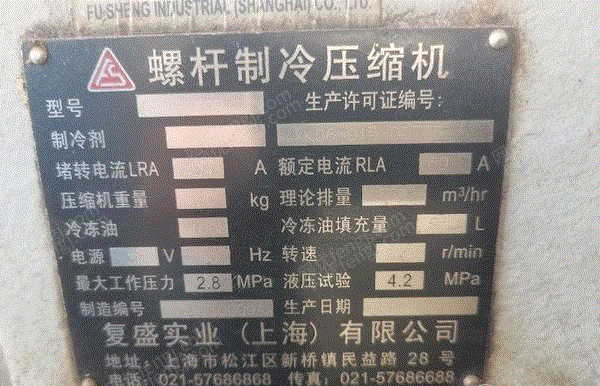 FU SHENG INDUSTRIAL (SHANGHAI) CO., LTD.
螺杆制冷压缩机
型号 生产许可证编号:
制冷剂
堵转电流LRA A 额定电流RLA A
压缩机重量 kg 理论排量 m³/hr
冷冻油 冷冻油填充量 L
电源 V Hz 转速 r/min
最大工作压力 2.8 MPa 液压试验 4.2 MPa
制造编号 生产日期
复盛实业(上海)有限公司
地址: 上海市松江区新桥镇民益路 28 号
电话: 021-57686868 传真: 021-57686688